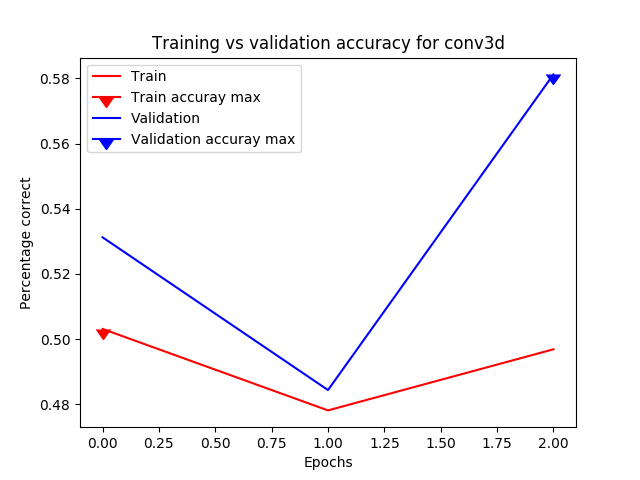 Training vs validation accuracy for conv3d
Train
Train accuray max
Validation
Validation accuray max
Percentage correct
0.58
0.56
0.54
0.52
0.50
0.48
0.00 0.25 0.50 0.75 1.00 1.25 1.50 1.75 2.00
Epochs